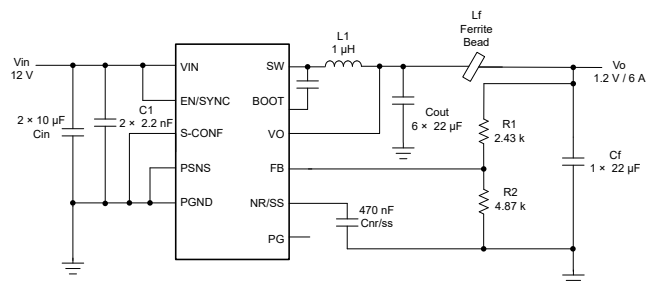 Vin
12 V
2 × 10 µF
Cin
C1
2 × 2.2 nF
VIN
EN/SYNC
S-CONF
PSNS
PGND
SW
BOOT
VO
FB
NR/SS
PG
L1
1 µH
Cout
6 × 22 µF
Lf
Ferrite
Bead
Vo
1.2 V / 6 A
R1
2.43 k
R2
4.87 k
Cf
1 × 22 µF
470 nF
Cnr/ss